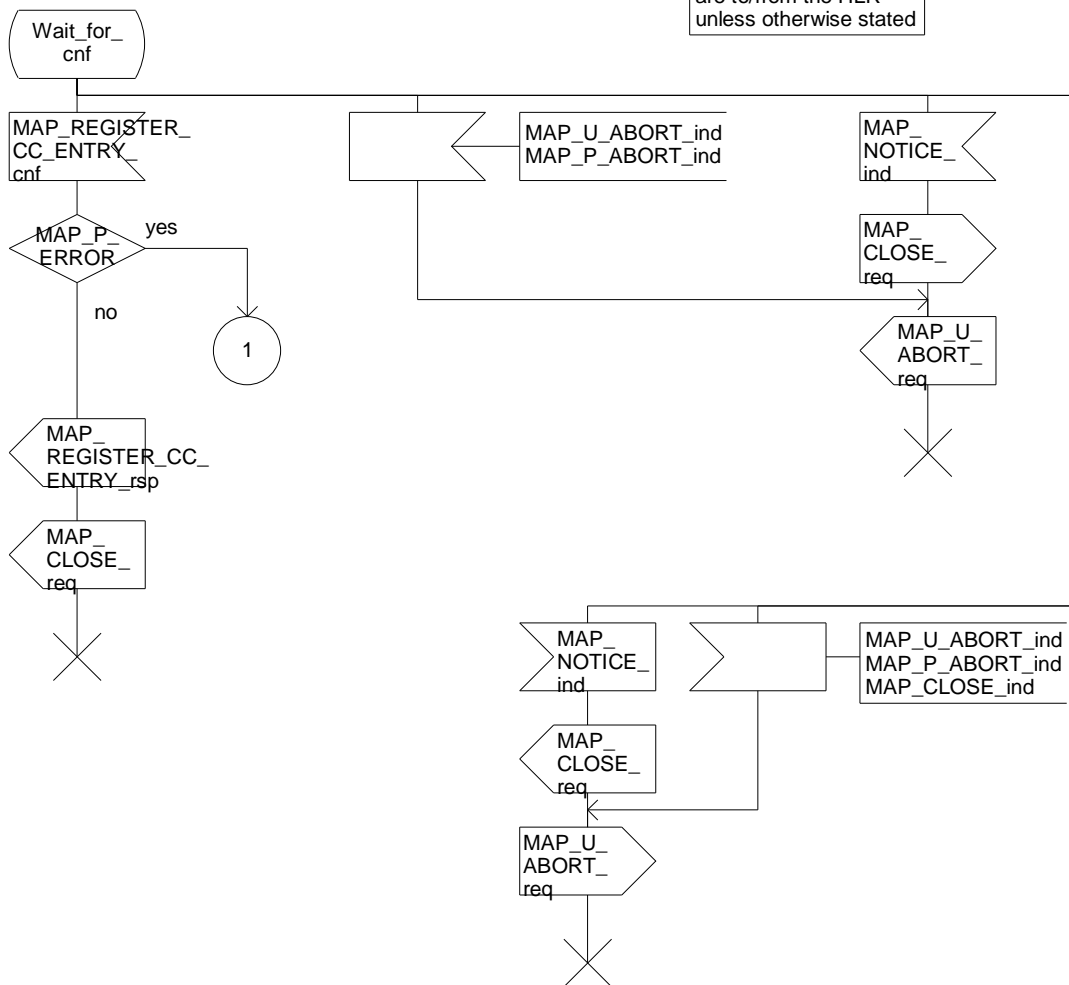 are to/from the HLR
unless otherwise stated
Wait_for_
cnf
MAP_REGISTER_
CC_ENTRY_
cnf
MAP_U_ABORT_ind
MAP_P_ABORT_ind
MAP_
NOTICE_
ind
MAP_P_
ERROR
yes
no
1
MAP_
CLOSE_
req
MAP_U_
ABORT_
req
MAP_
REGISTER_CC_
ENTRY_rsp
MAP_
CLOSE_
req
MAP_
NOTICE_
ind
MAP_U_ABORT_ind
MAP_P_ABORT_ind
MAP_CLOSE_ind
MAP_
CLOSE_
req
MAP_U_
ABORT_
req